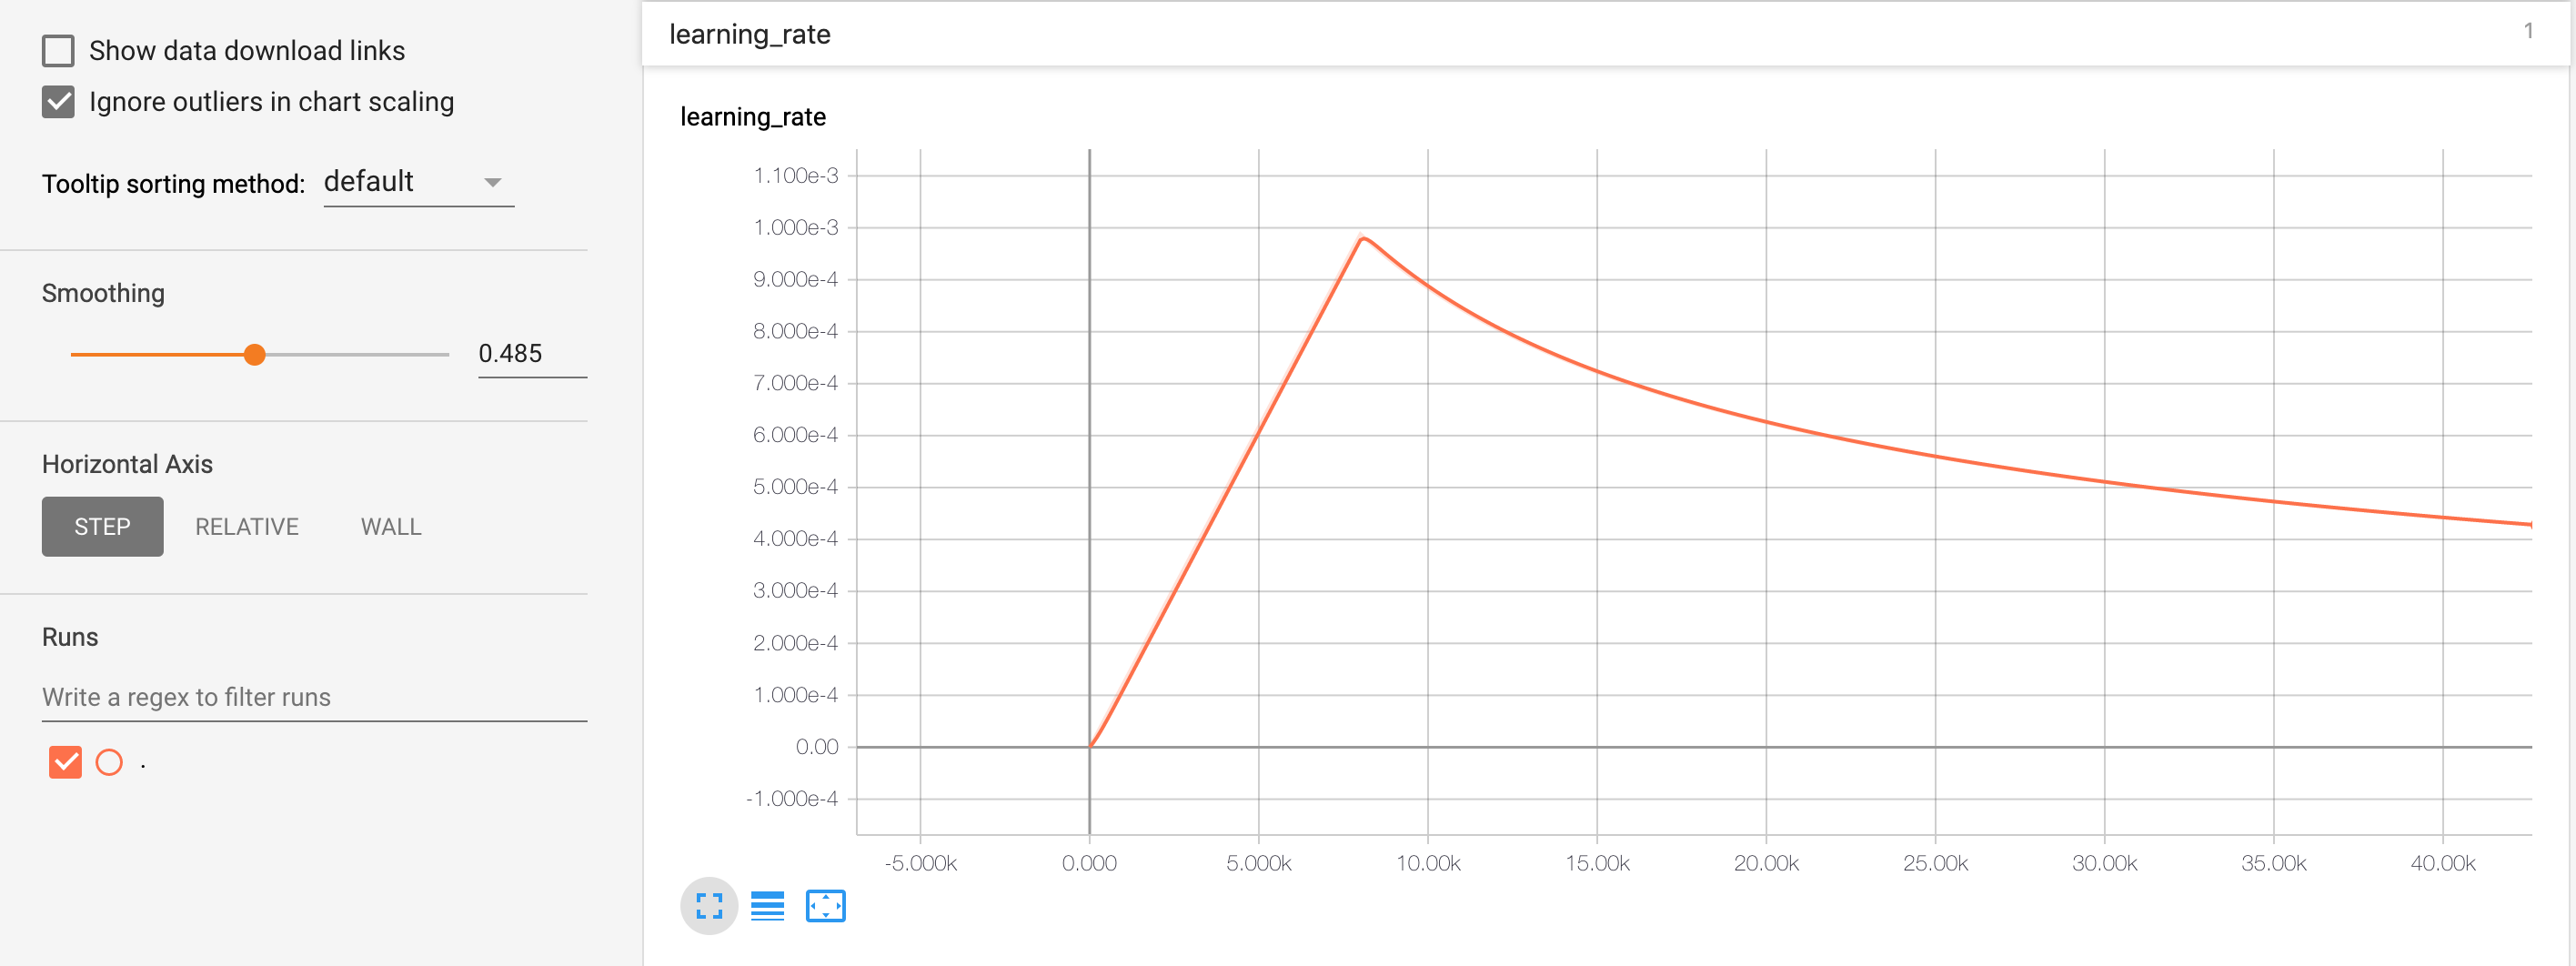 Show data download links
Ignore outliers in chart scaling
Tooltip sorting method: default
Smoothing
0.485
Horizontal Axis
STEP RELATIVE WALL
Runs
Write a regex to filter runs
.
learning_rate 1
learning_rate
1.100e-3
1.000e-3
9.000e-4
8.000e-4
7.000e-4
6.000e-4
5.000e-4
4.000e-4
3.000e-4
2.000e-4
1.000e-4
0.00
-1.000e-4
-5.000k 0.000 5.000k 10.00k 15.00k 20.00k 25.00k 30.00k 35.00k 40.00k